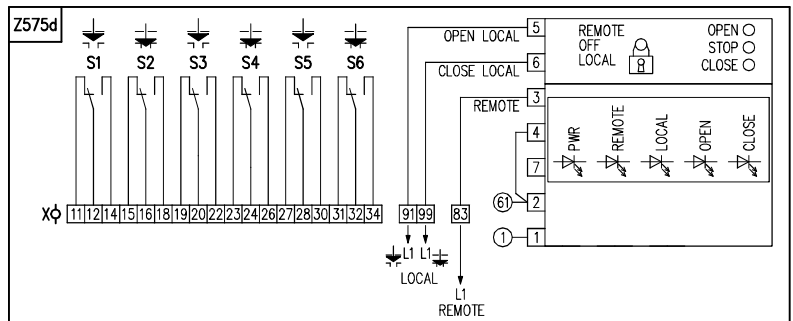 Z575d
S1 S2 S3 S4 S5 S6
X 11 12 14 15 16 18 19 20 22 23 24 26 27 28 30 31 32 34 91 99 83
L1 L1
LOCAL
L1
REMOTE
OPEN LOCAL 5
CLOSE LOCAL 6
REMOTE 3
4
7
61 2
1 1
REMOTE
OFF
LOCAL
OPEN
STOP
CLOSE
PWR
REMOTE
LOCAL
OPEN
CLOSE